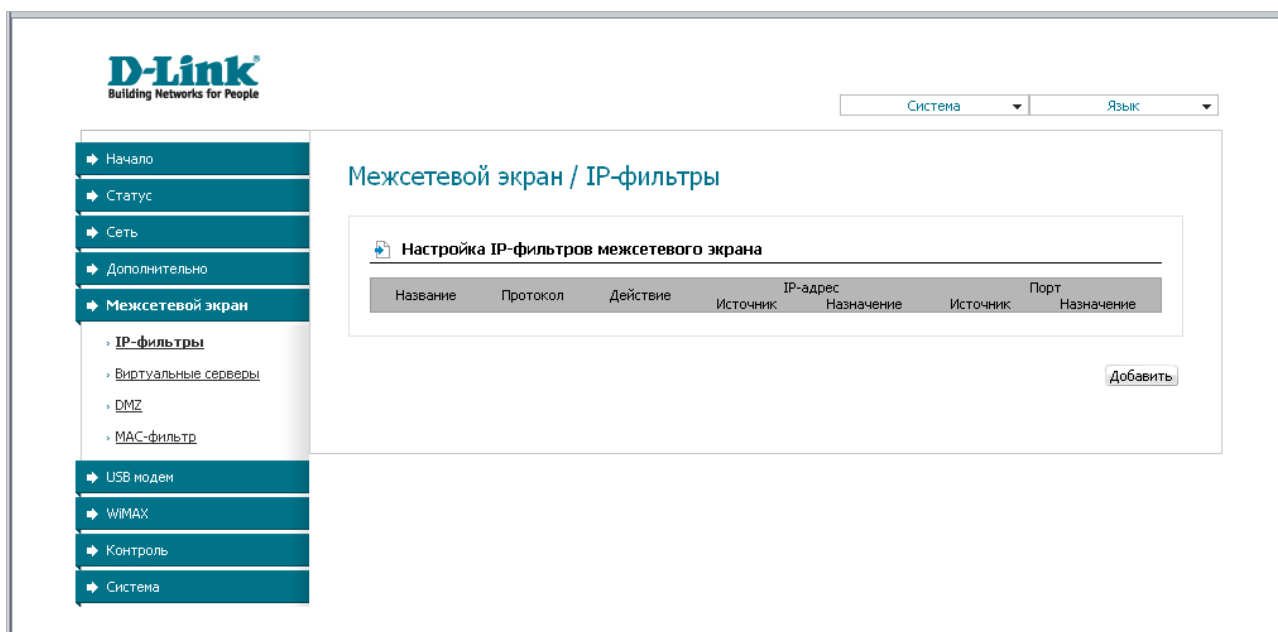 D-Link
Building Networks for People
Система
Язык
Начало
Статус
Сеть
Дополнительно
Межсетевой экран
IP-фильтры
Виртуальные серверы
DMZ
MAC-фильтр
USB модем
WiMAX
Контроль
Система
Межсетевой экран / IP-фильтры
Настройка IP-фильтров межсетевого экрана
Название Протокол Действие IP-адрес Порт
Источник Назначение Источник Назначение
Добавить